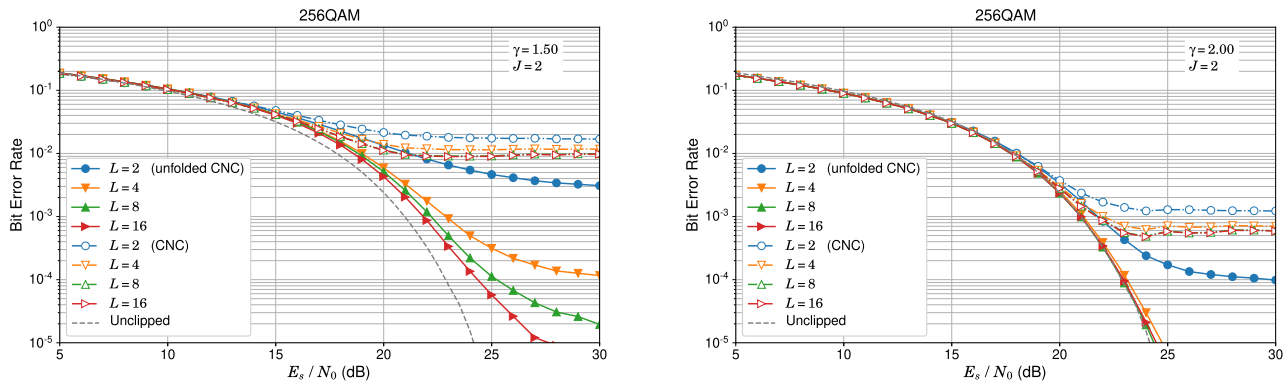 256QAM
10^0
10^-1
10^-2
10^-3
10^-4
10^-5
Bit Error Rate
γ = 1.50
J = 2
L = 2 (unfolded CNC)
L = 4
L = 8
L = 16
L = 2 (CNC)
L = 4
L = 8
L = 16
Unclipped
5 10 15 20 25 30
E_s / N_0 (dB)
256QAM
10^0
10^-1
10^-2
10^-3
10^-4
10^-5
Bit Error Rate
γ = 2.00
J = 2
L = 2 (unfolded CNC)
L = 4
L = 8
L = 16
L = 2 (CNC)
L = 4
L = 8
L = 16
Unclipped
5 10 15 20 25 30
E_s / N_0 (dB)